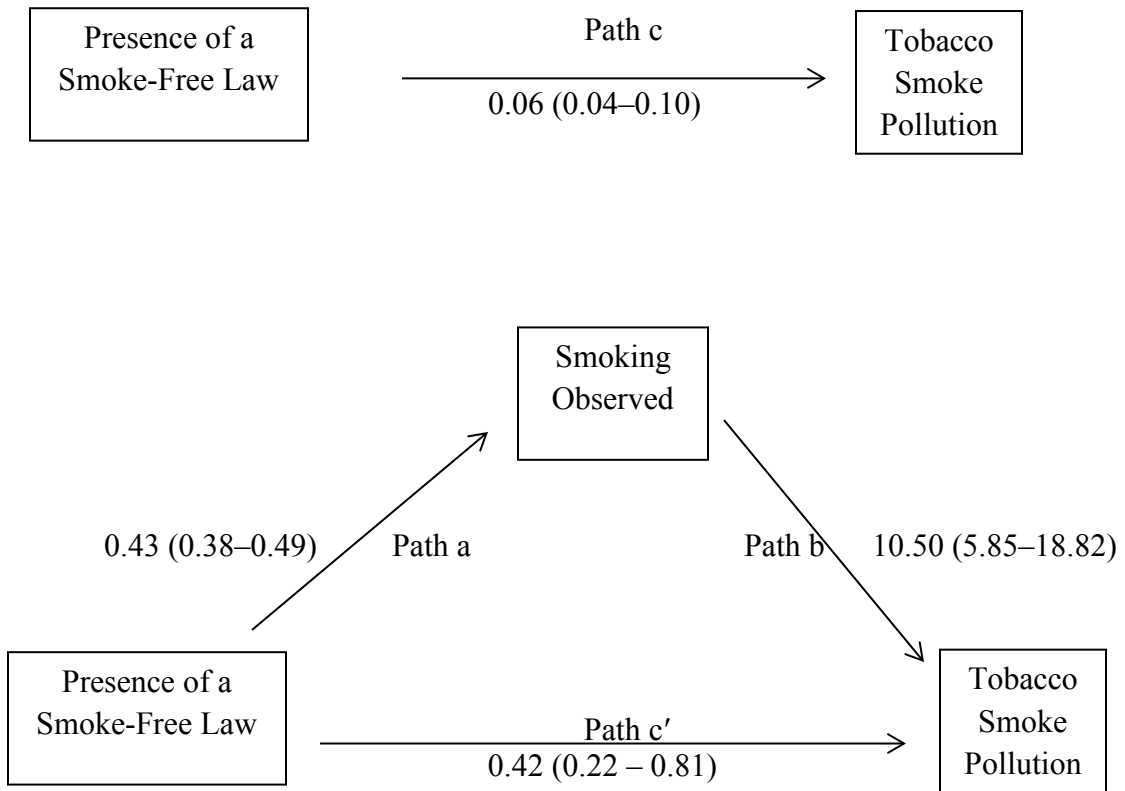 Presence of a
Smoke-Free Law
Path c
0.06 (0.04–0.10)
Tobacco
Smoke
Pollution
Smoking
Observed
0.43 (0.38–0.49)
Path a
Path b
10.50 (5.85–18.82)
Presence of a
Smoke-Free Law
Path c′
0.42 (0.22 – 0.81)
Tobacco
Smoke
Pollution